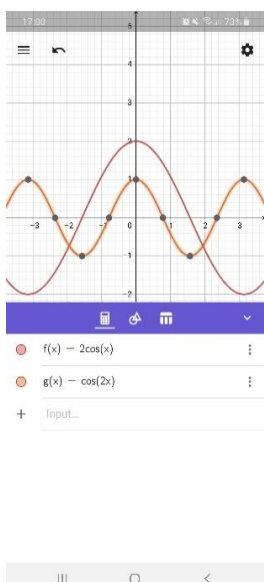 17:00 73%
5
4
3
2
-3 -2 -1 0 1 2 3
1
-1
-2
f(x) = 2cos(x)
g(x) = cos(2x)
+ Input...